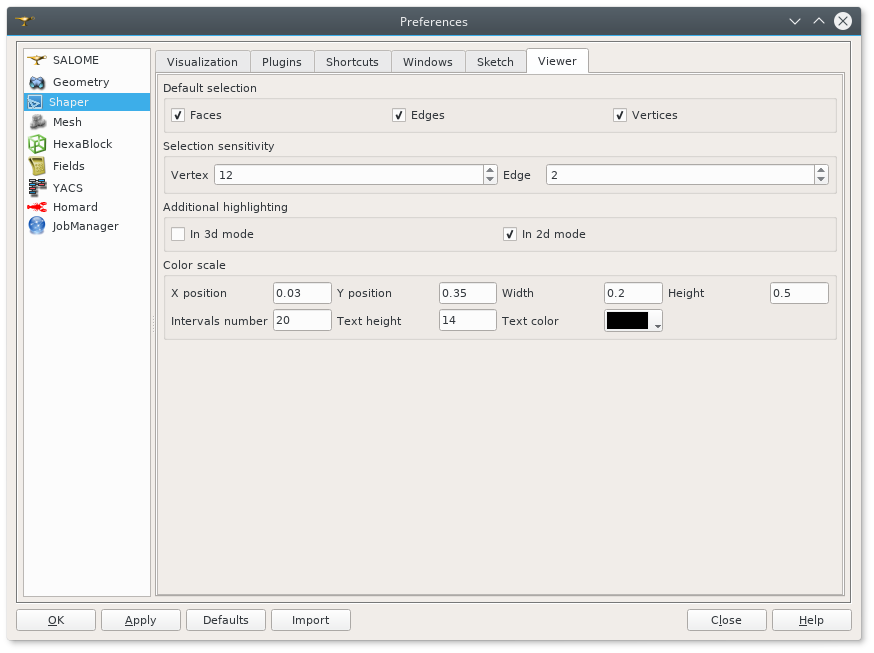 Preferences
SALOME
Geometry
Shaper
Mesh
HexaBlock
Fields
YACS
Homard
JobManager
Visualization Plugins Shortcuts Windows Sketch Viewer
Default selection
Faces Edges Vertices
Selection sensitivity
Vertex 12 Edge 2
Additional highlighting
In 3d mode In 2d mode
Color scale
X position 0.03 Y position 0.35 Width 0.2 Height 0.5
Intervals number 20 Text height 14 Text color
OK Apply Defaults Import Close Help